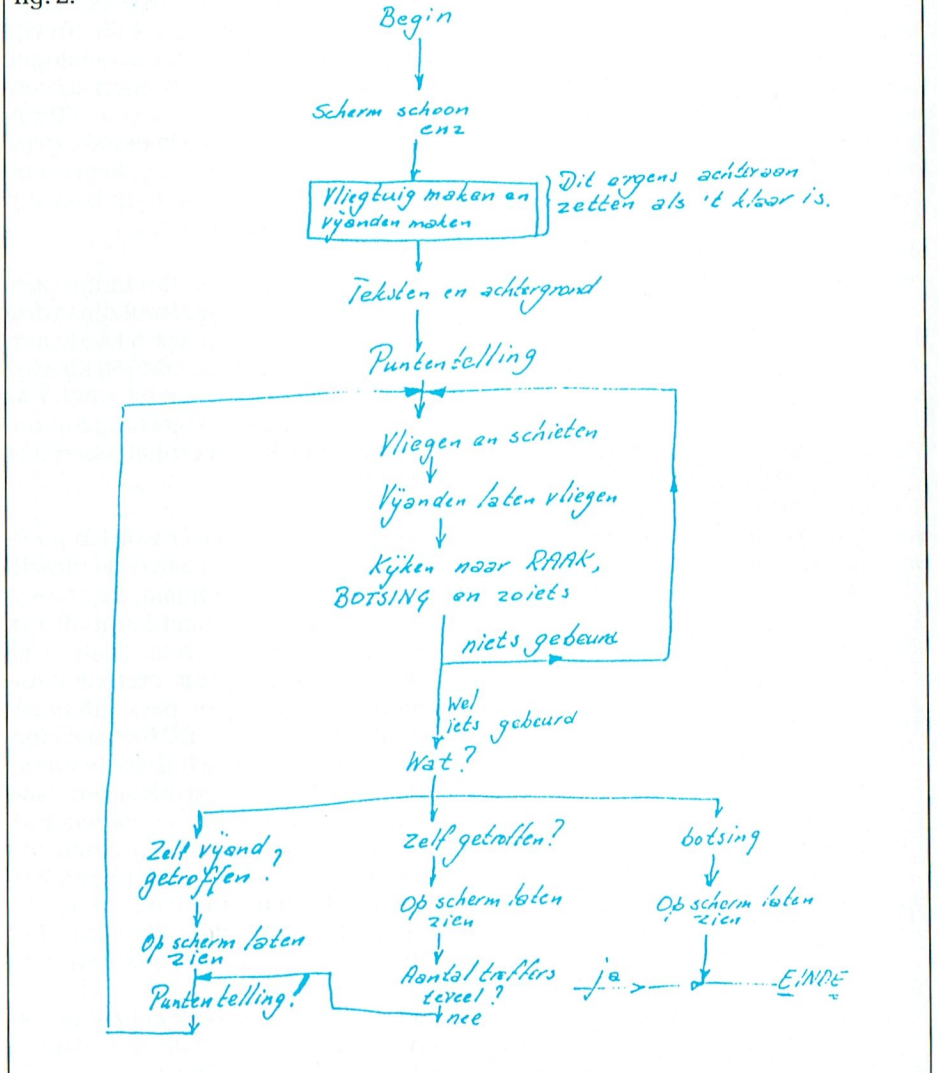 fig. 2.
Begin
Scherm schoon
enz
Vliegtuig maken en
vijanden maken
Dit ergens achteraan
zetten als 't klaar is.
Teksten en achtergrond
Puntentelling
Vliegen en schieten
Vijanden laten vliegen
Kijken naar RAAK,
BOTSING en zoiets
niets gebeurd
Wel
iets gebeurd
Wat?
Zelf vijand
getroffen?
Op scherm laten
zien
Puntentelling!
Zelf getroffen?
Op scherm laten
zien
Aantal treffers
teveel?
nee
ja
botsing
Op scherm laten
zien
EINDE